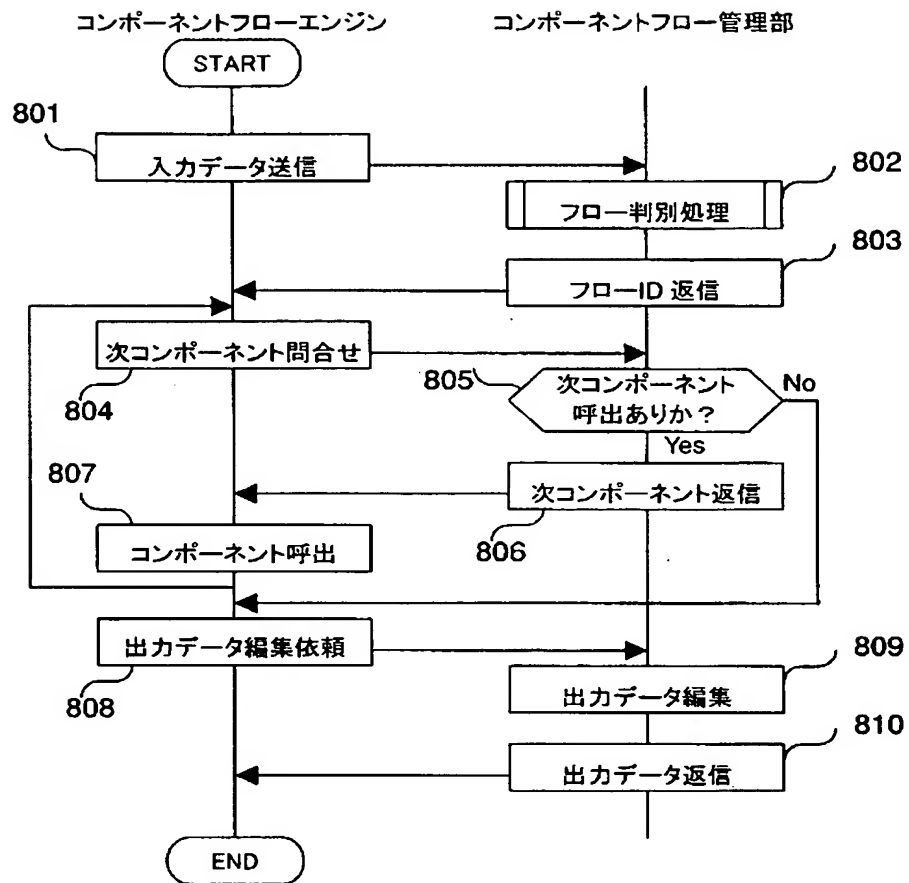 コンポーネントフローエンジン
コンポーネントフロー管理部
START
801
入力データ送信
802
フロー判別処理
803
フローID 返信
次コンポーネント問合せ
804
805
次コンポーネント
呼出ありか?
No
Yes
807
次コンポーネント返信
806
コンポーネント呼出
出力データ編集依頼
808
809
出力データ編集
810
出力データ返信
END